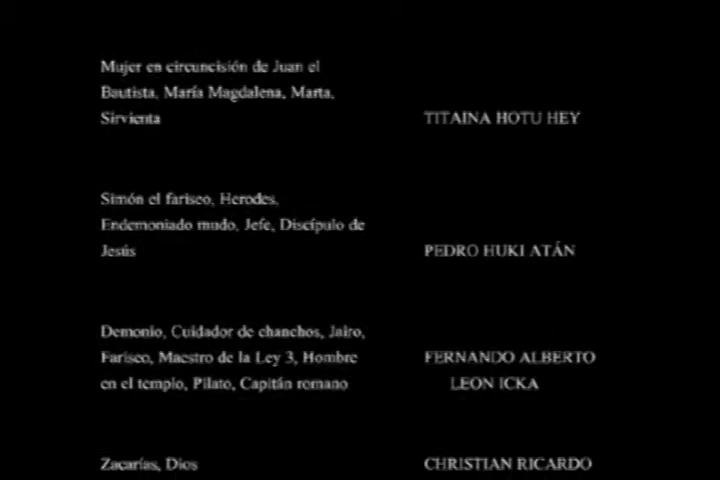 Mujer en circuncisión de Juan el
Bautista, María Magdalena, Marta,
Sirvienta
TITAINA HOTU HEY
Simón el fariseo, Herodes,
Endemoniado mudo, Jefe, Discípulo de
Jesús
PEDRO HUKI ATÁN
Demonio, Cuidador de chanchos, Jairo,
Fariseo, Maestro de la Ley 3, Hombre
en el templo, Pilato, Capitán romano
FERNANDO ALBERTO
LEON ICKA
Zacarías, Dios
CHRISTIAN RICARDO